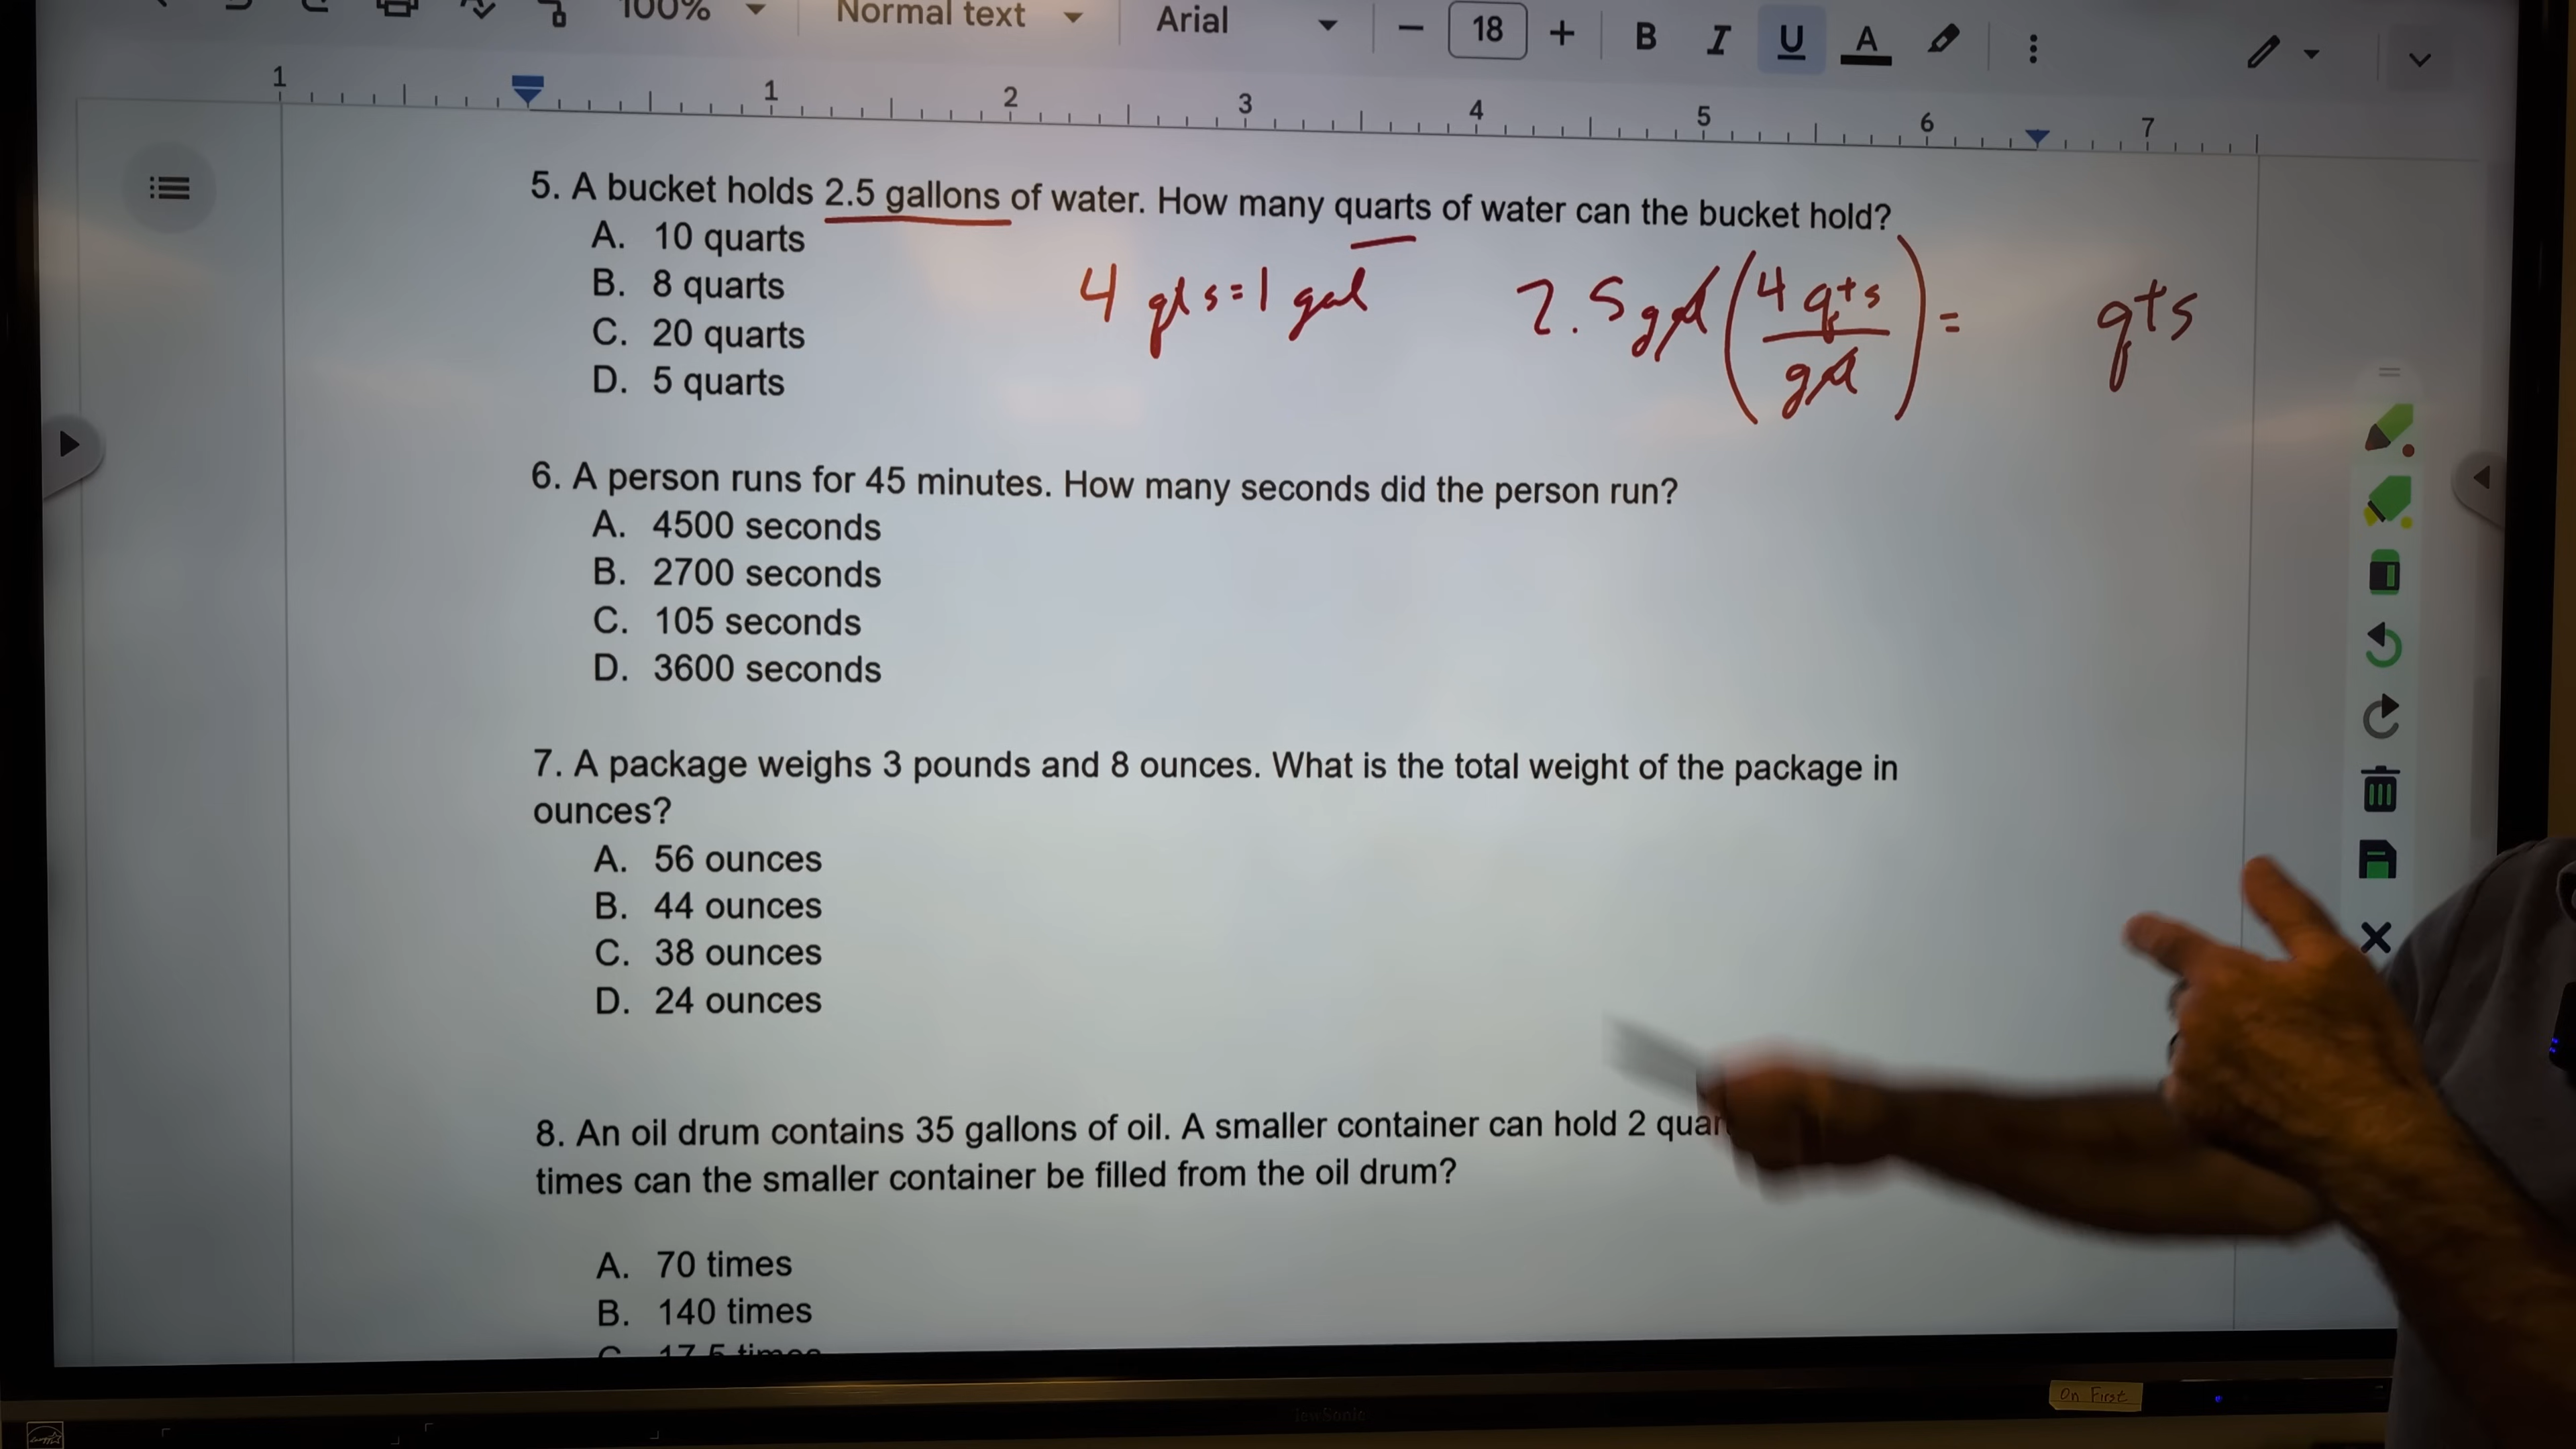 100% Normal text Arial 18 B I U A
1 1 2 3 4 5 6 7
5. A bucket holds 2.5 gallons of water. How many quarts of water can the bucket hold?
A. 10 quarts
B. 8 quarts
C. 20 quarts
D. 5 quarts
4 qts=1 gal
2.5 gal (4 qts / gal) = qts
6. A person runs for 45 minutes. How many seconds did the person run?
A. 4500 seconds
B. 2700 seconds
C. 105 seconds
D. 3600 seconds
7. A package weighs 3 pounds and 8 ounces. What is the total weight of the package in
ounces?
A. 56 ounces
B. 44 ounces
C. 38 ounces
D. 24 ounces
8. An oil drum contains 35 gallons of oil. A smaller container can hold 2
times can the smaller container be filled from the oil drum?
A. 70 times
B. 140 times
C 17.5 times
On First